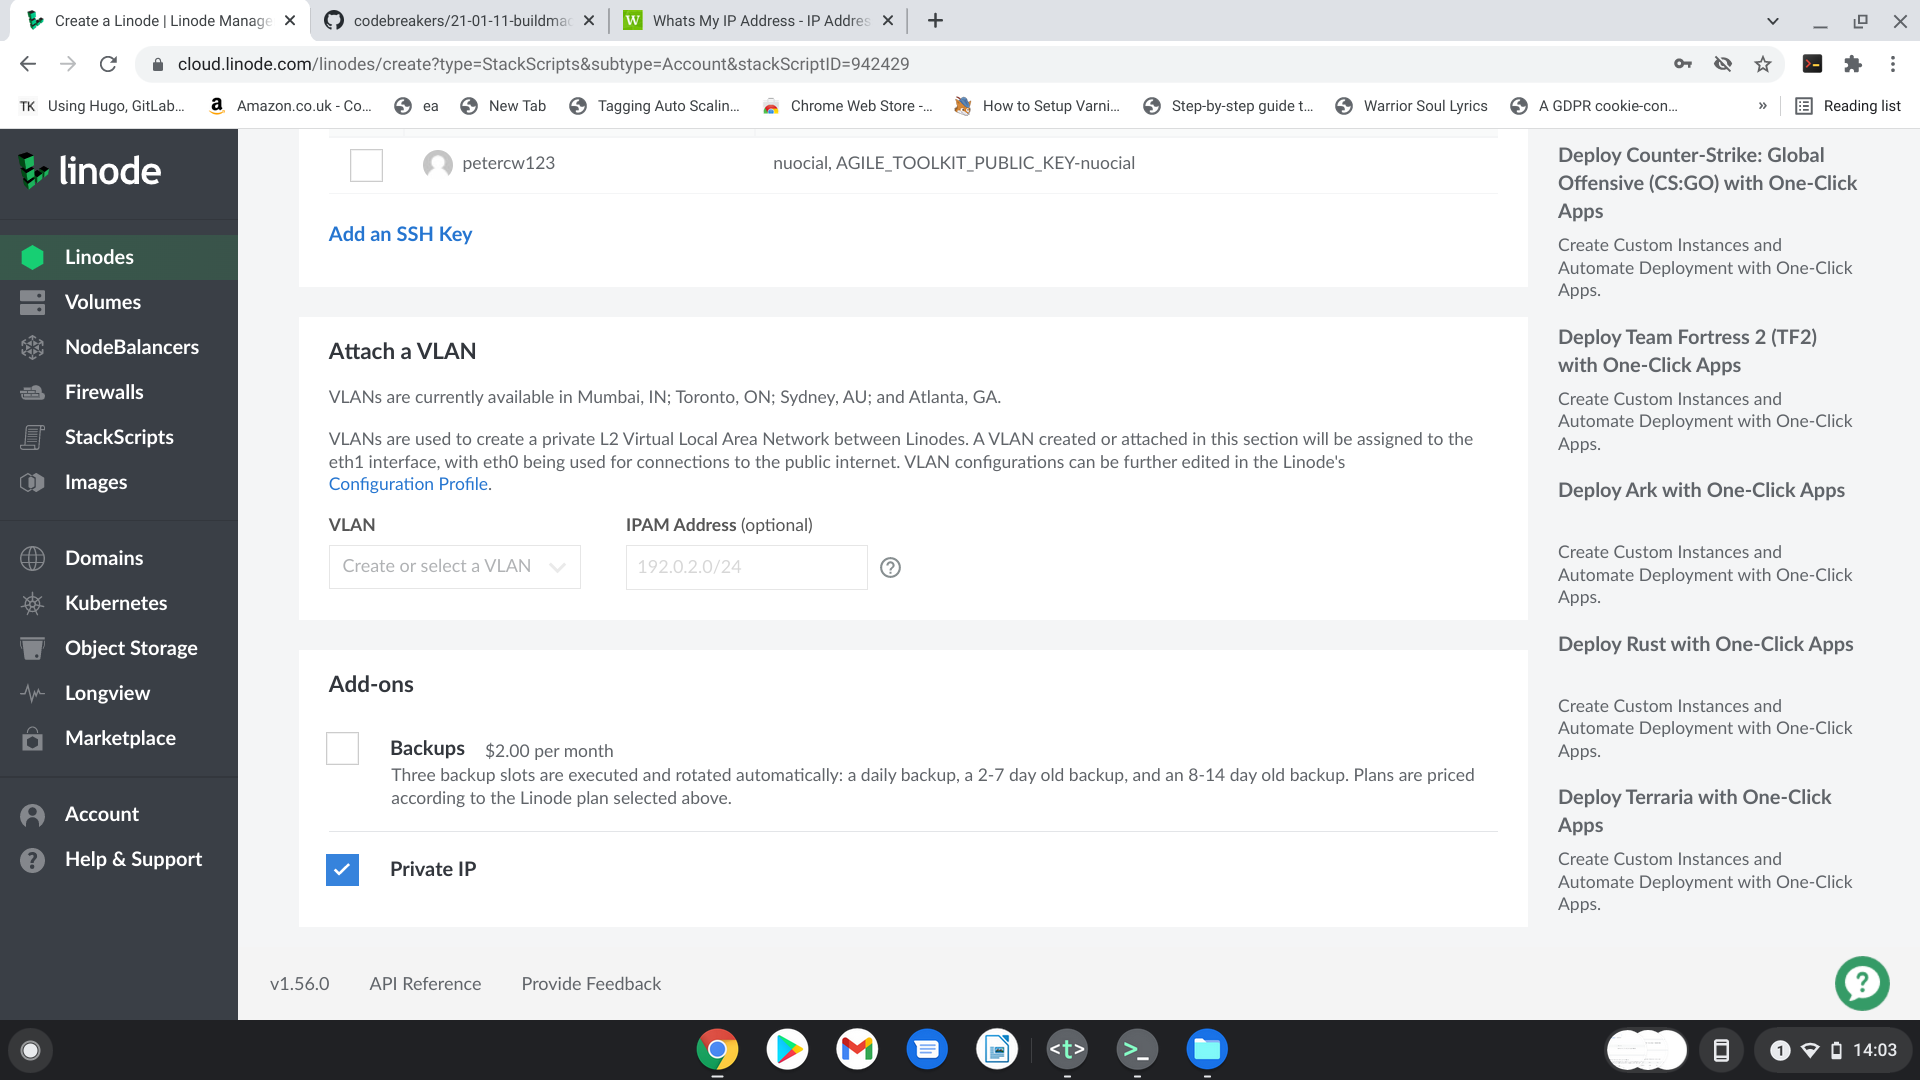 Create a Linode | Linode Manage
codebreakers/21-01-11-buildmac
W
Whats My IP Address - IP Addres
cloud.linode.com/linodes/create?type=StackScripts&subtype=Account&stackScriptID=942429
TK Using Hugo, GitLab...
a Amazon.co.uk - Co...
ea
New Tab
Tagging Auto Scalin...
Chrome Web Store -...
How to Setup Varni...
Step-by-step guide t...
Warrior Soul Lyrics
A GDPR cookie-con...
»
Reading list
linode
Linodes
Volumes
NodeBalancers
Firewalls
StackScripts
Images
Domains
Kubernetes
Object Storage
Longview
Marketplace
Account
Help & Support
petercw123
nuocial, AGILE_TOOLKIT_PUBLIC_KEY-nuocial
Add an SSH Key
Attach a VLAN
VLANs are currently available in Mumbai, IN; Toronto, ON; Sydney, AU; and Atlanta, GA.
VLANs are used to create a private L2 Virtual Local Area Network between Linodes. A VLAN created or attached in this section will be assigned to the
eth1 interface, with eth0 being used for connections to the public internet. VLAN configurations can be further edited in the Linode's
Configuration Profile.
VLAN
IPAM Address (optional)
Create or select a VLAN
192.0.2.0/24
?
Add-ons
Backups $2.00 per month
Three backup slots are executed and rotated automatically: a daily backup, a 2-7 day old backup, and an 8-14 day old backup. Plans are priced
according to the Linode plan selected above.
Private IP
Deploy Counter-Strike: Global
Offensive (CS:GO) with One-Click
Apps
Create Custom Instances and
Automate Deployment with One-Click
Apps.
Deploy Team Fortress 2 (TF2)
with One-Click Apps
Create Custom Instances and
Automate Deployment with One-Click
Apps.
Deploy Ark with One-Click Apps
Create Custom Instances and
Automate Deployment with One-Click
Apps.
Deploy Rust with One-Click Apps
Create Custom Instances and
Automate Deployment with One-Click
Apps.
Deploy Terraria with One-Click
Apps
Create Custom Instances and
Automate Deployment with One-Click
Apps.
v1.56.0
API Reference
Provide Feedback
?
<t>
>_
1
14:03